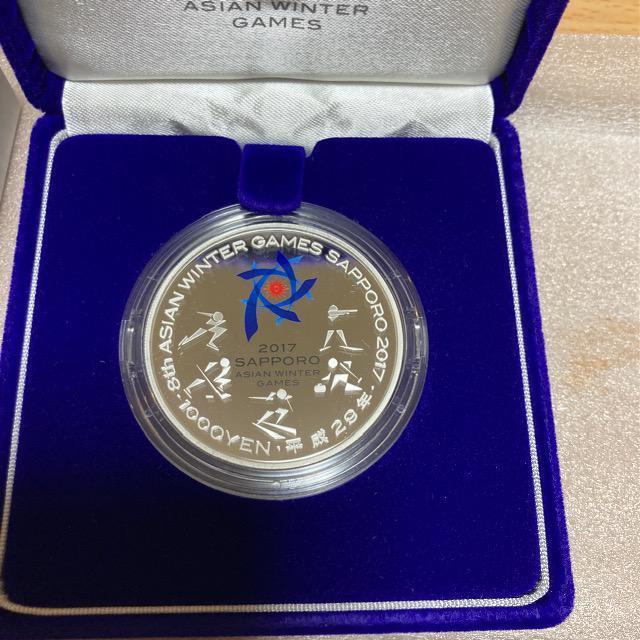 ASIAN WINTER
GAMES
8th ASIAN WINTER GAMES SAPPORO 2017
2017
SAPPORO
ASIAN WINTER
GAMES
1000YEN・平成29年